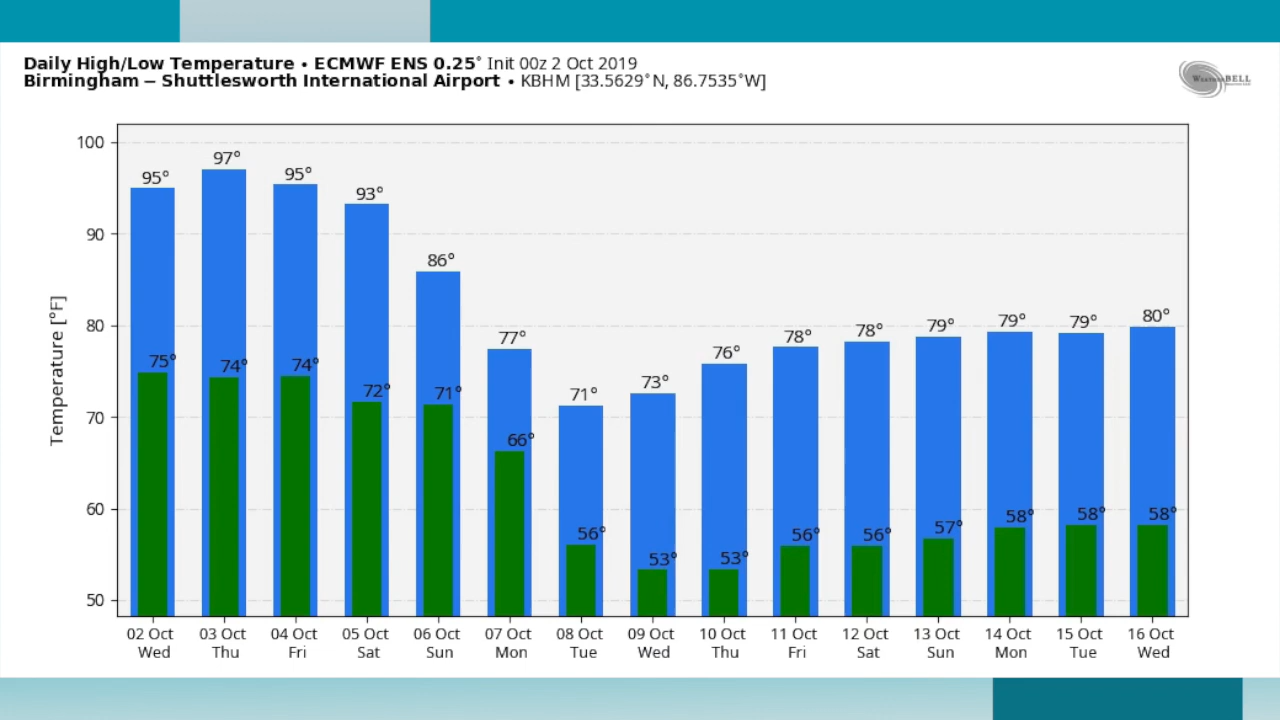 Daily High/Low Temperature • ECMWF ENS 0.25° Init 00z 2 Oct 2019
Birmingham – Shuttlesworth International Airport • KBHM [33.5629°N, 86.7535°W]
WeatherBELL
Temperature [°F]
100
90
80
70
60
50
95° 97° 95° 93° 86° 77° 71° 73° 76° 78° 78° 79° 79° 79° 80°
75° 74° 74° 72° 71° 66° 56° 53° 53° 56° 56° 57° 58° 58° 58°
02 Oct 03 Oct 04 Oct 05 Oct 06 Oct 07 Oct 08 Oct 09 Oct 10 Oct 11 Oct 12 Oct 13 Oct 14 Oct 15 Oct 16 Oct
Wed Thu Fri Sat Sun Mon Tue Wed Thu Fri Sat Sun Mon Tue Wed